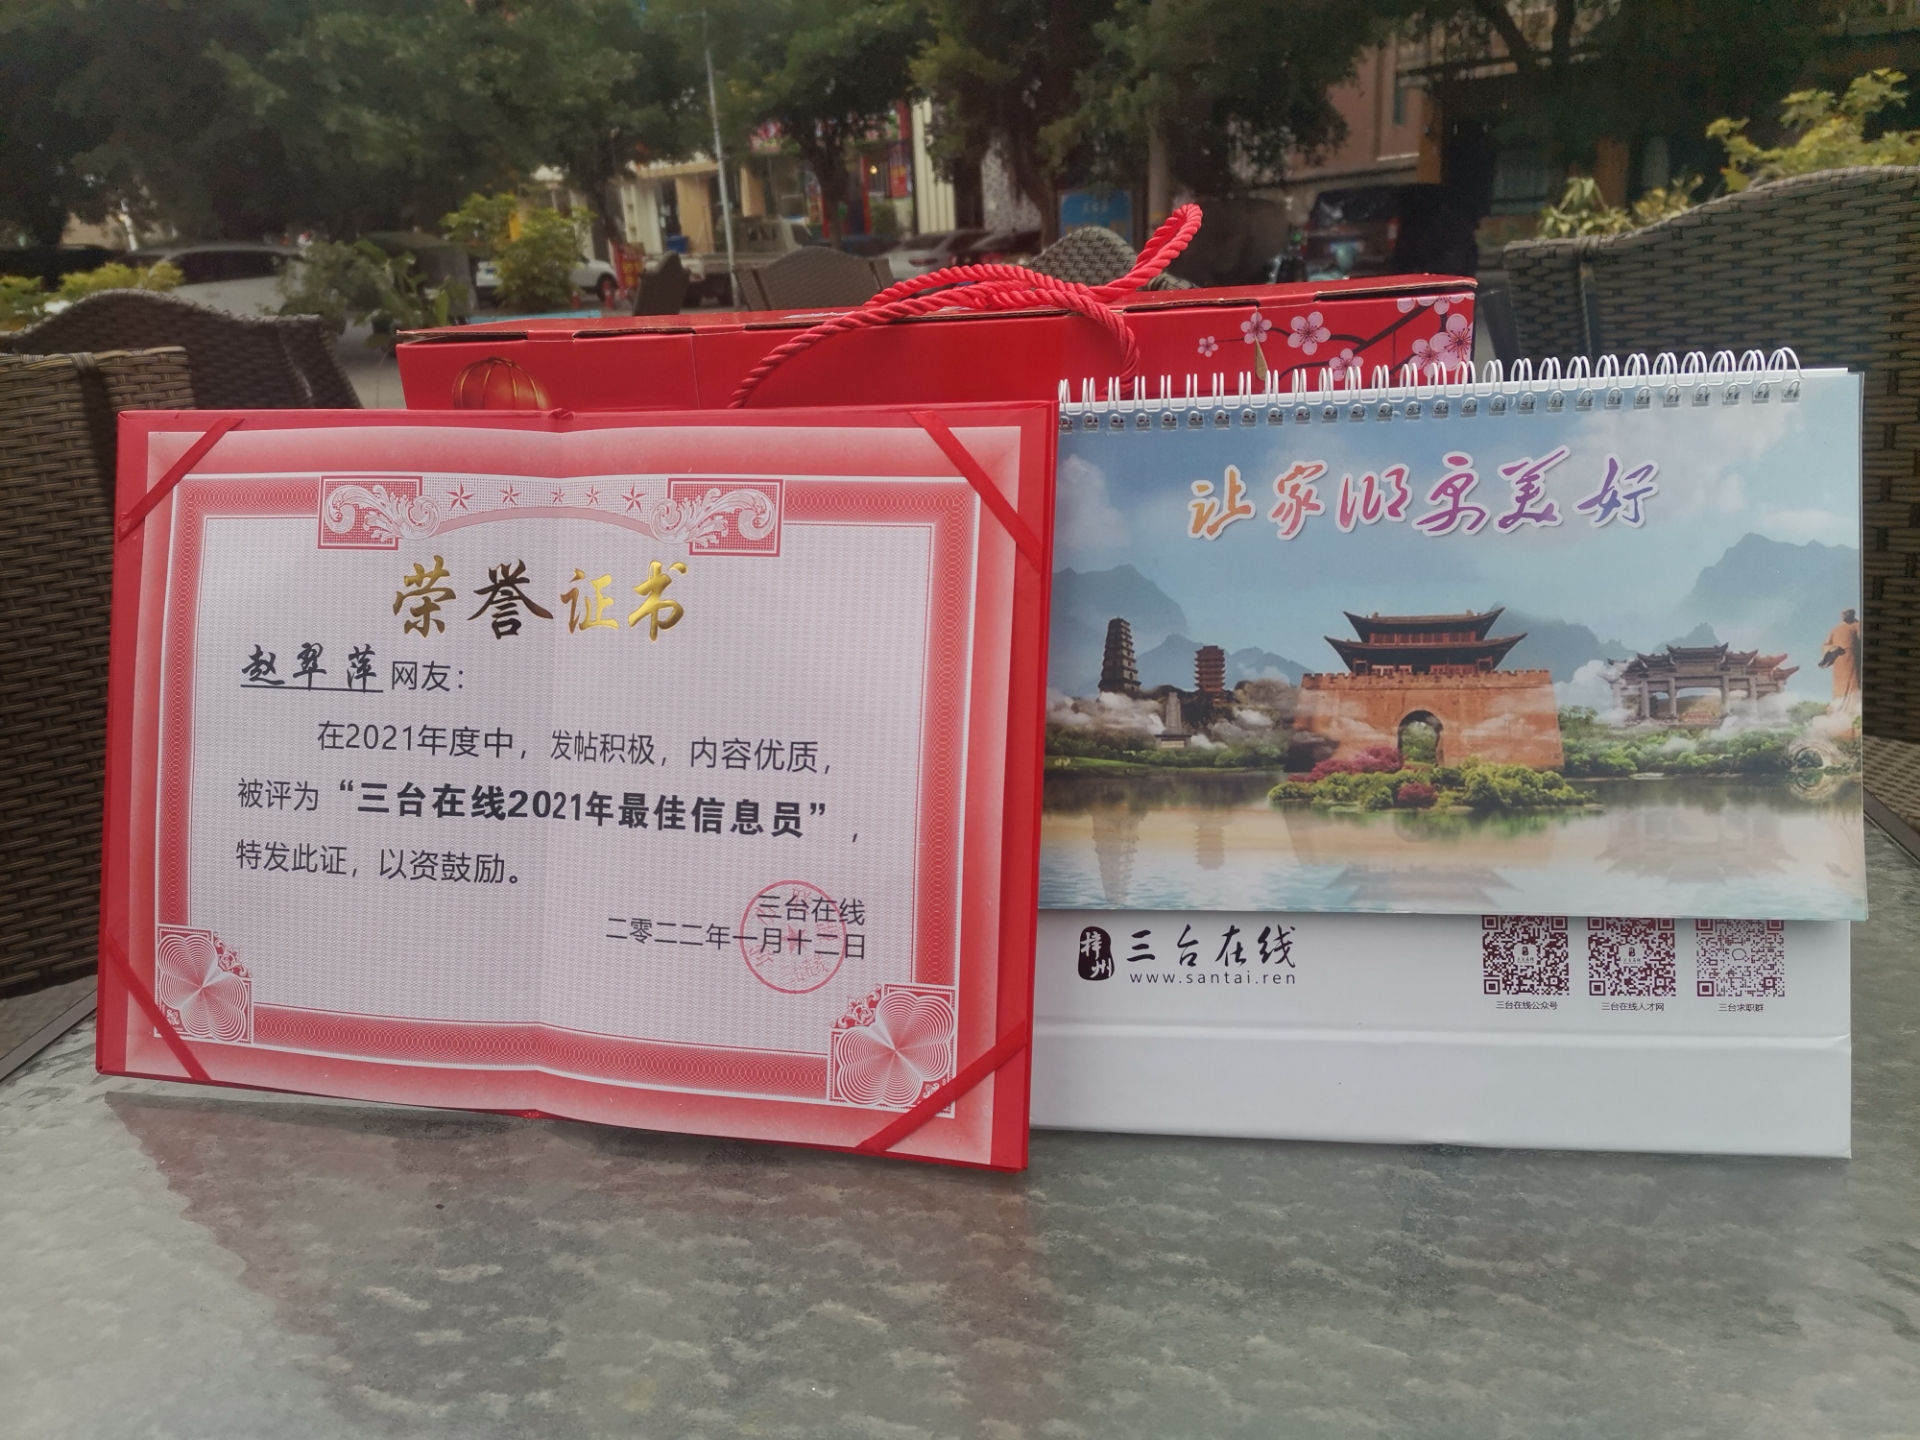 荣誉证书
赵翠萍网友：
在2021年度中，发帖积极，内容优质，
被评为“三台在线2021年最佳信息员”，
特发此证，以资鼓励。
三台在线
二零二二年一月十二日
让家乡更美好
梓州
三台在线
www.santai.ren
三台在线公众号
三台在线人才网
三台求职群